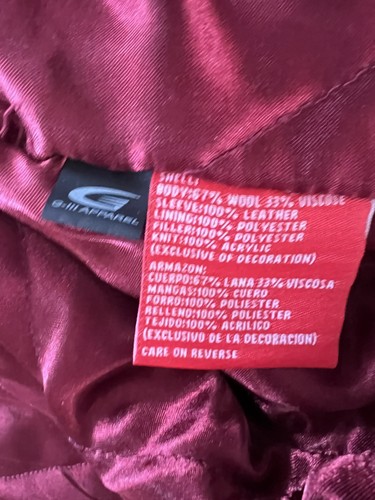 G-III APPAREL
SHELL:
BODY:67% WOOL 33% VISCOSE
SLEEVE:100% LEATHER
LINING:100% POLYESTER
FILLER:100% POLYESTER
KNIT:100% ACRYLIC
(EXCLUSIVE OF DECORATION)
ARMAZON:
CUERPO:67% LANA 33% VISCOSA
MANGAS:100% CUERO
FORRO:100% POLIESTER
RELLENO:100% POLIESTER
TEJIDO:100% ACRILICO
(EXCLUSIVO DE LA DECORACIÓN)
CARE ON REVERSE